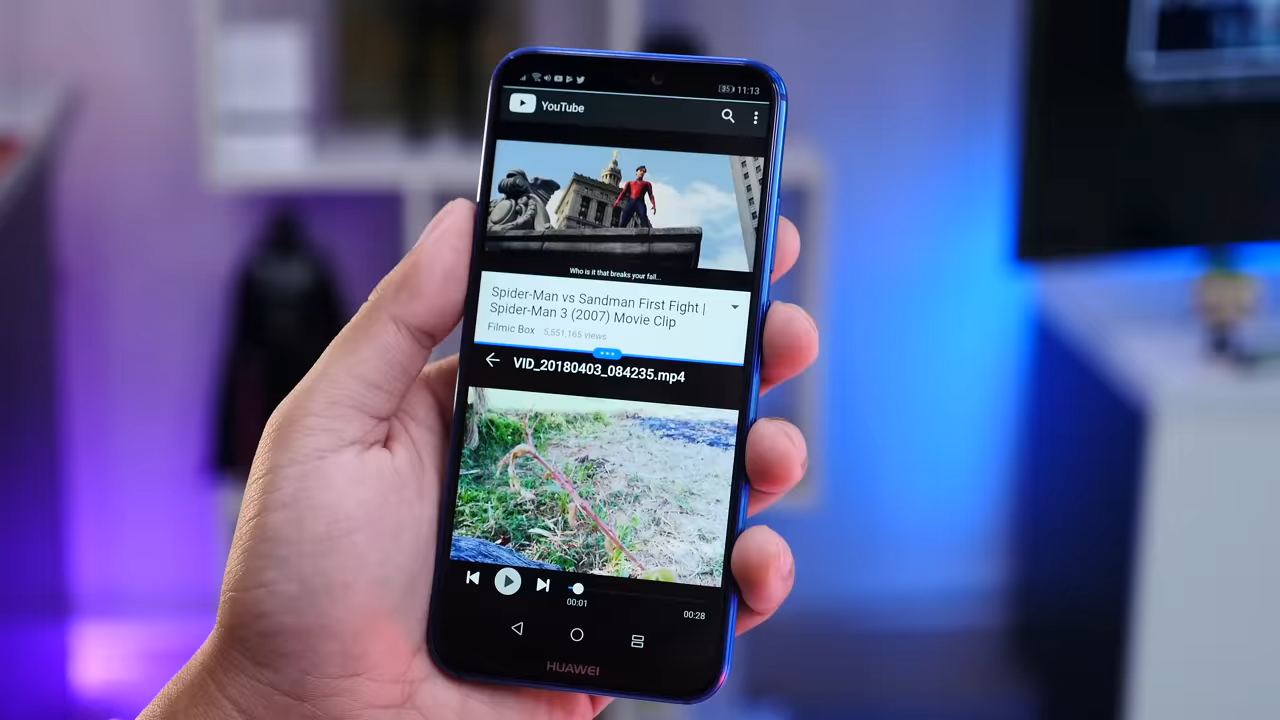 35 11:13
YouTube
Who is it that breaks your fall...
Spider-Man vs Sandman First Fight |
Spider-Man 3 (2007) Movie Clip
Filmic Box 5,551,165 views
VID_20180403_084235.mp4
00:01
00:28
HUAWEI